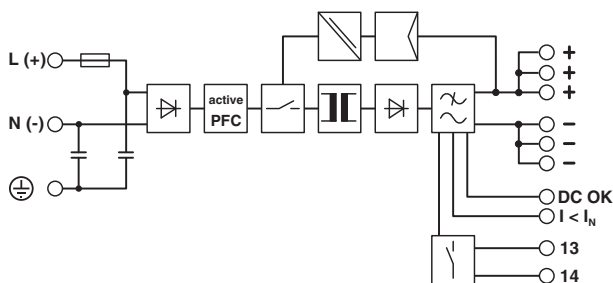 L (+)
N (-)
active
PFC
+
+
+
–
–
–
DC OK
I < IN
13
14